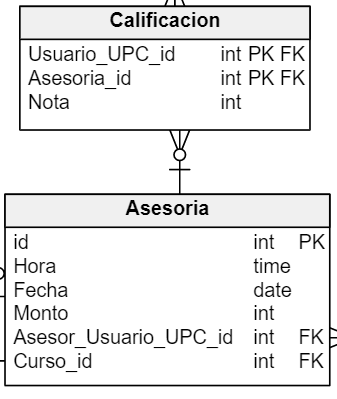 Calificacion
Usuario_UPC_id int PK FK
Asesoria_id int PK FK
Nota int
Asesoria
id int PK
Hora time
Fecha date
Monto int
Asesor_Usuario_UPC_id int FK
Curso_id int FK